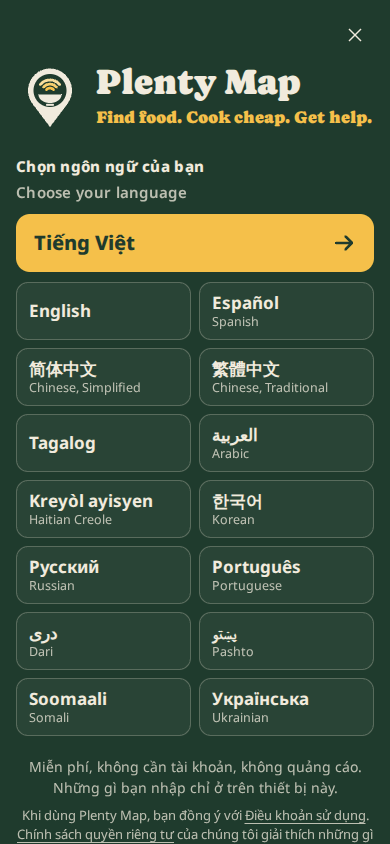 Plenty Map
Find food. Cook cheap. Get help.
Chọn ngôn ngữ của bạn
Choose your language
Tiếng Việt
English
Español
Spanish
简体中文
Chinese, Simplified
繁體中文
Chinese, Traditional
Tagalog
العربية
Arabic
Kreyòl ayisyen
Haitian Creole
한국어
Korean
Русский
Russian
Português
Portuguese
دری
Dari
پښتو
Pashto
Soomaali
Somali
Українська
Ukrainian
Miễn phí, không cần tài khoản, không quảng cáo.
Những gì bạn nhập chỉ ở trên thiết bị này.
Khi dùng Plenty Map, bạn đồng ý với Điều khoản sử dụng.
Chính sách quyền riêng tư của chúng tôi giải thích những gì